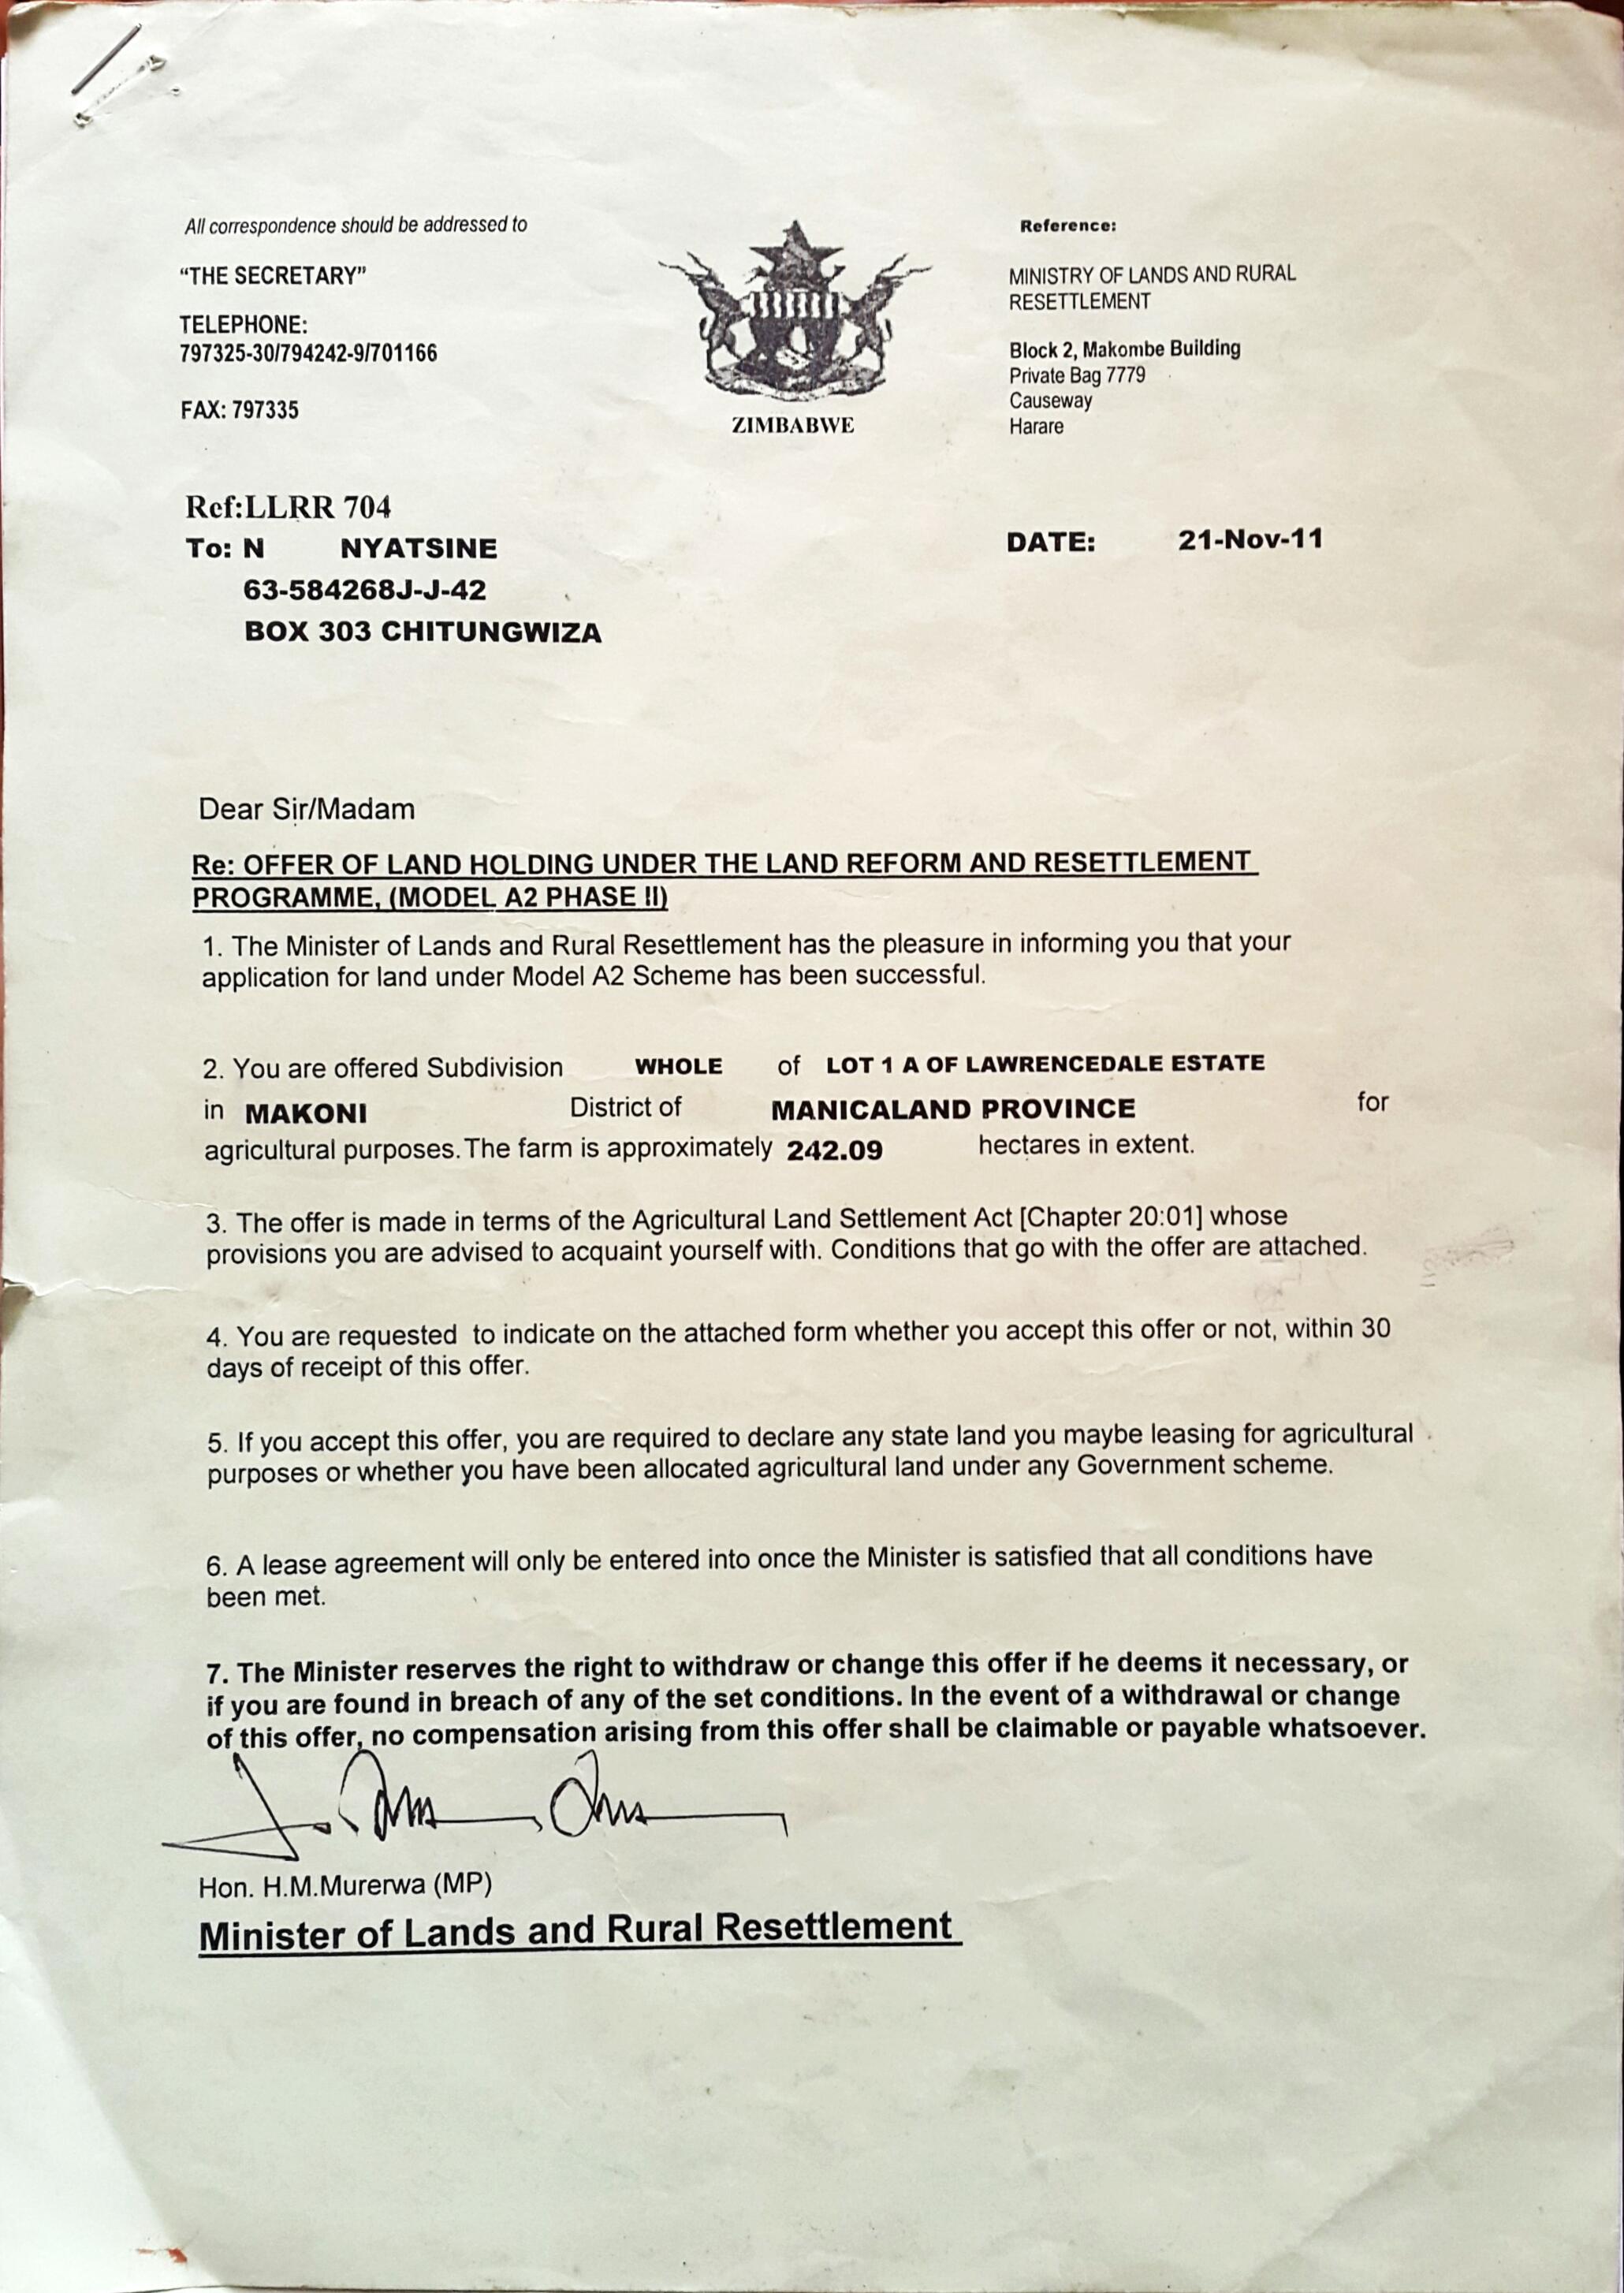 All correspondence should be addressed to
"THE SECRETARY"
TELEPHONE:
797325-30/794242-9/701166
FAX: 797335
ZIMBABWE
Reference:
MINISTRY OF LANDS AND RURAL
RESETTLEMENT
Block 2, Makombe Building
Private Bag 7779
Causeway
Harare
Ref:LLRR 704
To: N NYATSINE
63-584268J-J-42
BOX 303 CHITUNGWIZA
DATE: 21-Nov-11
Dear Sir/Madam
Re: OFFER OF LAND HOLDING UNDER THE LAND REFORM AND RESETTLEMENT
PROGRAMME, (MODEL A2 PHASE II)
1. The Minister of Lands and Rural Resettlement has the pleasure in informing you that your
application for land under Model A2 Scheme has been successful.
2. You are offered Subdivision WHOLE of LOT 1 A OF LAWRENCEDALE ESTATE
in MAKONI District of MANICALAND PROVINCE for
agricultural purposes. The farm is approximately 242.09 hectares in extent.
3. The offer is made in terms of the Agricultural Land Settlement Act [Chapter 20:01] whose
provisions you are advised to acquaint yourself with. Conditions that go with the offer are attached.
4. You are requested to indicate on the attached form whether you accept this offer or not, within 30
days of receipt of this offer.
5. If you accept this offer, you are required to declare any state land you maybe leasing for agricultural
purposes or whether you have been allocated agricultural land under any Government scheme.
6. A lease agreement will only be entered into once the Minister is satisfied that all conditions have
been met.
7. The Minister reserves the right to withdraw or change this offer if he deems it necessary, or
if you are found in breach of any of the set conditions. In the event of a withdrawal or change
of this offer, no compensation arising from this offer shall be claimable or payable whatsoever.
Hon. H.M.Murerwa (MP)
Minister of Lands and Rural Resettlement